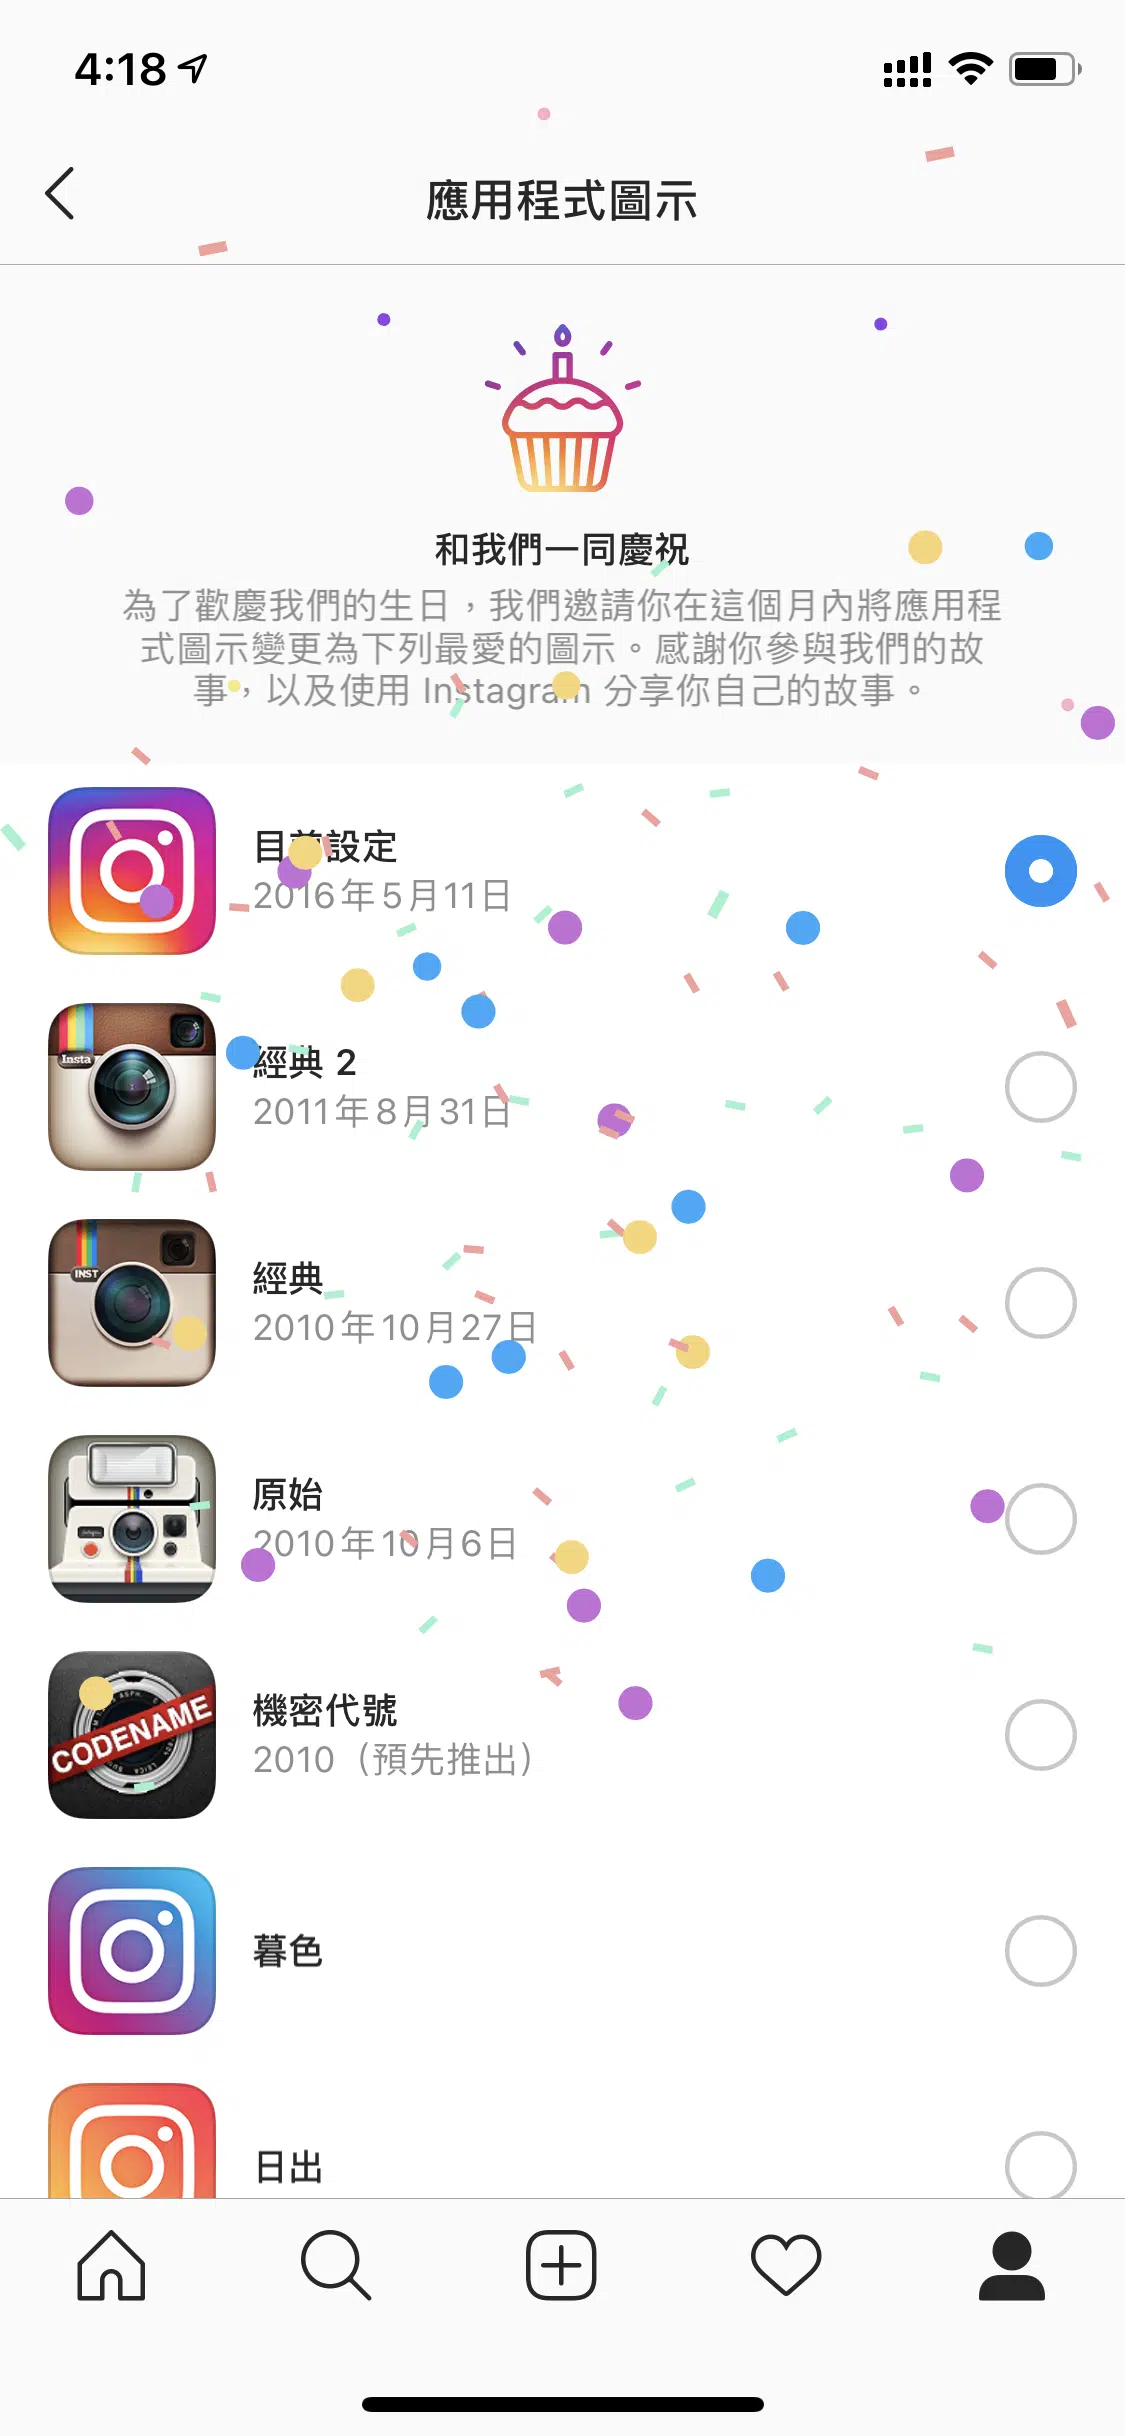 4:18
應用程式圖示
和我們一同慶祝
為了歡慶我們的生日，我們邀請你在這個月內將應用程
式圖示變更為下列最愛的圖示。感謝你參與我們的故
事，以及使用 Instagram 分享你自己的故事。
目前設定
2016年5月11日
Insta
經典 2
2011年8月31日
INST
經典
2010年10月27日
原始
2010年10月6日
CODENAME
機密代號
2010（預先推出）
暮色
日出